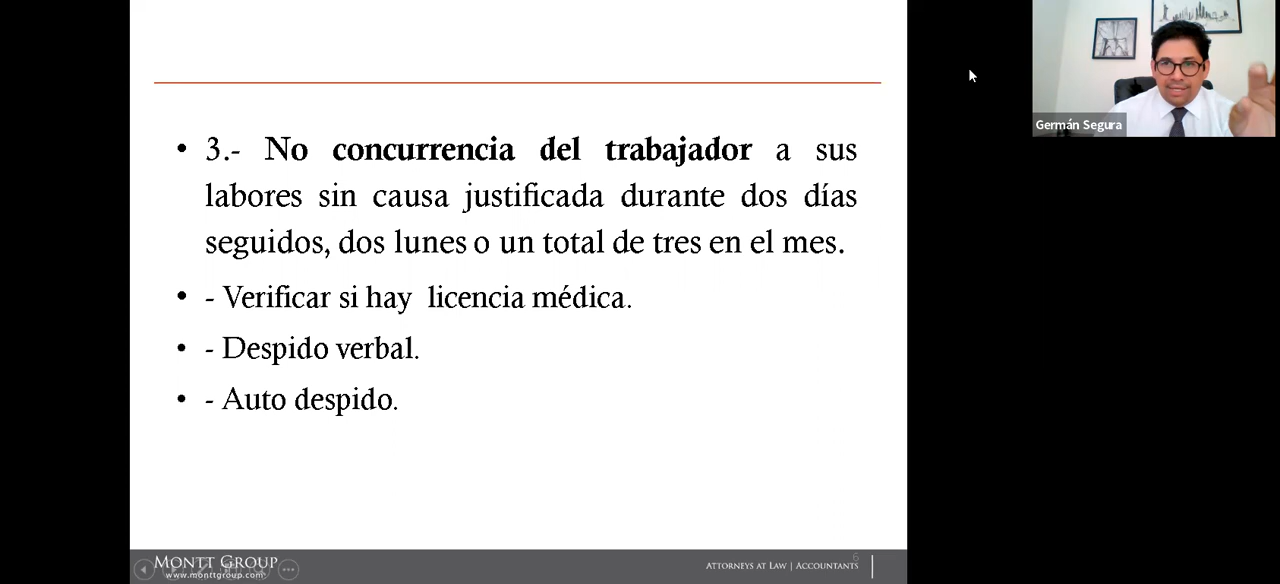 • 3.- No concurrencia del trabajador a sus
labores sin causa justificada durante dos días
seguidos, dos lunes o un total de tres en el mes.
• - Verificar si hay licencia médica.
• - Despido verbal.
• - Auto despido.
Germán Segura
MONTT GROUP
www.monttgroup.com
ATTORNEYS AT LAW | ACCOUNTANTS
6